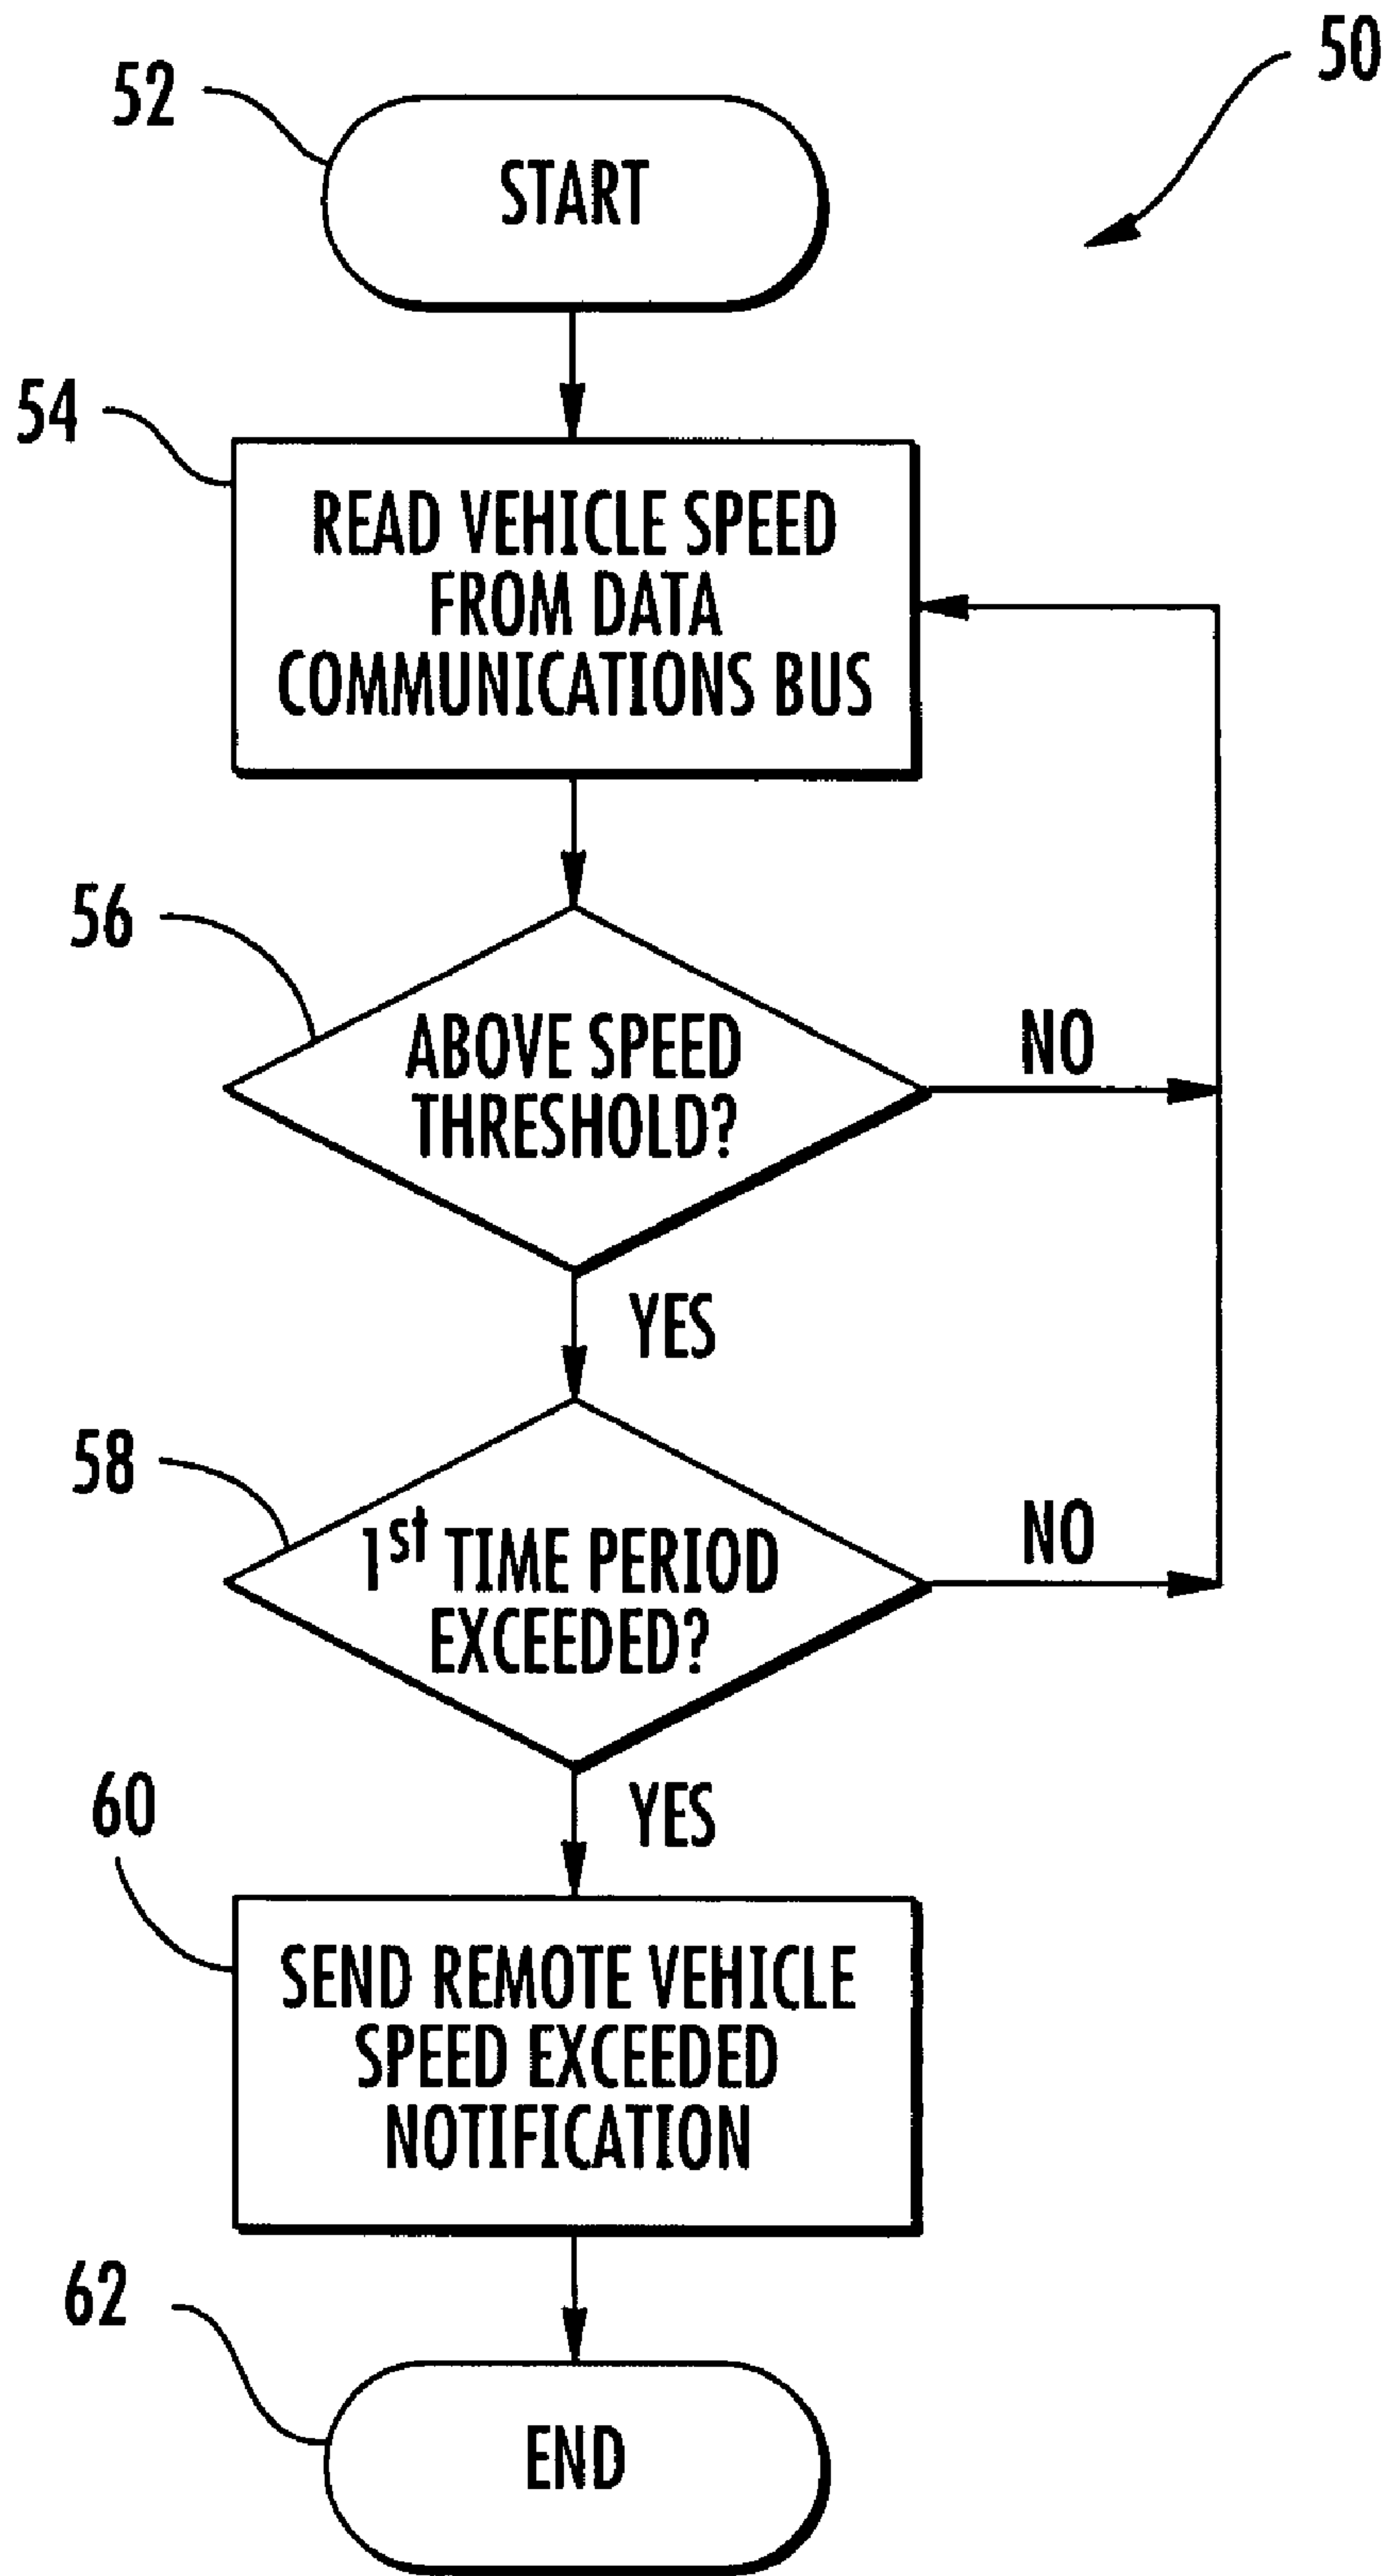 50
52
START
54
READ VEHICLE SPEED
FROM DATA
COMMUNICATIONS BUS
56
ABOVE SPEED
THRESHOLD?
NO
YES
58
1st TIME PERIOD
EXCEEDED?
NO
YES
60
SEND REMOTE VEHICLE
SPEED EXCEEDED
NOTIFICATION
62
END